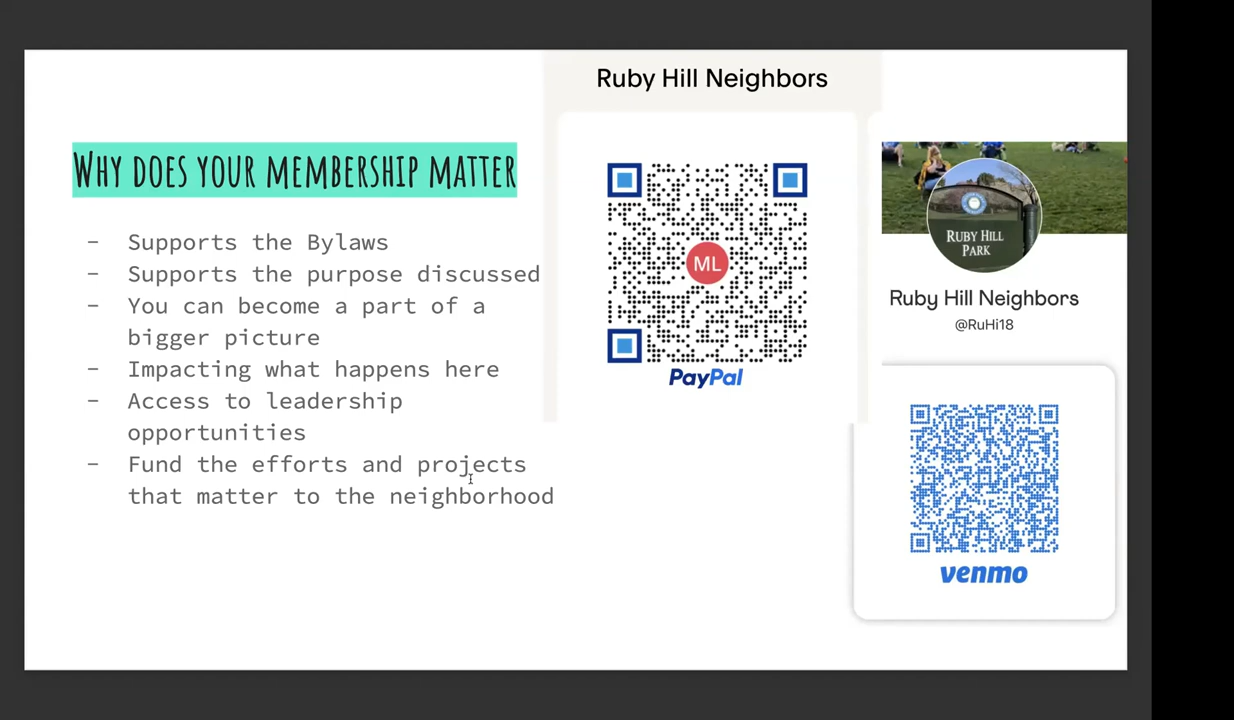 Why does your membership matter
- Supports the Bylaws
- Supports the purpose discussed
- You can become a part of a
bigger picture
- Impacting what happens here
- Access to leadership
opportunities
- Fund the efforts and projects
that matter to the neighborhood
Ruby Hill Neighbors
ML
PayPal
RUBY HILL
PARK
Ruby Hill Neighbors
@RuHi18
venmo